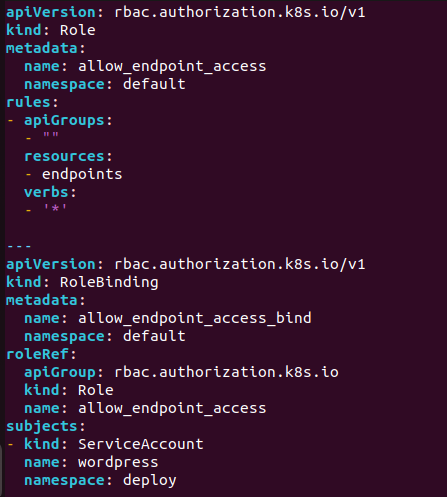 apiVersion: rbac.authorization.k8s.io/v1
kind: Role
metadata:
  name: allow_endpoint_access
  namespace: default
rules:
- apiGroups:
  - ""
  resources:
  - endpoints
  verbs:
  - '*'

---
apiVersion: rbac.authorization.k8s.io/v1
kind: RoleBinding
metadata:
  name: allow_endpoint_access_bind
  namespace: default
roleRef:
  apiGroup: rbac.authorization.k8s.io
  kind: Role
  name: allow_endpoint_access
subjects:
- kind: ServiceAccount
  name: wordpress
  namespace: deploy